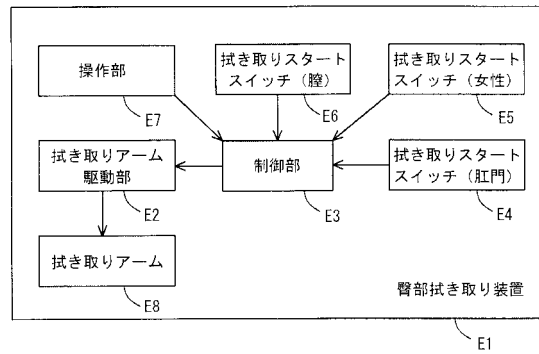 操作部
E7
拭き取りスタート
スイッチ（膣）
E6
拭き取りスタート
スイッチ（女性）
E5
拭き取りアーム
駆動部
E2
制御部
E3
拭き取りスタート
スイッチ（肛門）
E4
拭き取りアーム
E8
臀部拭き取り装置
E1